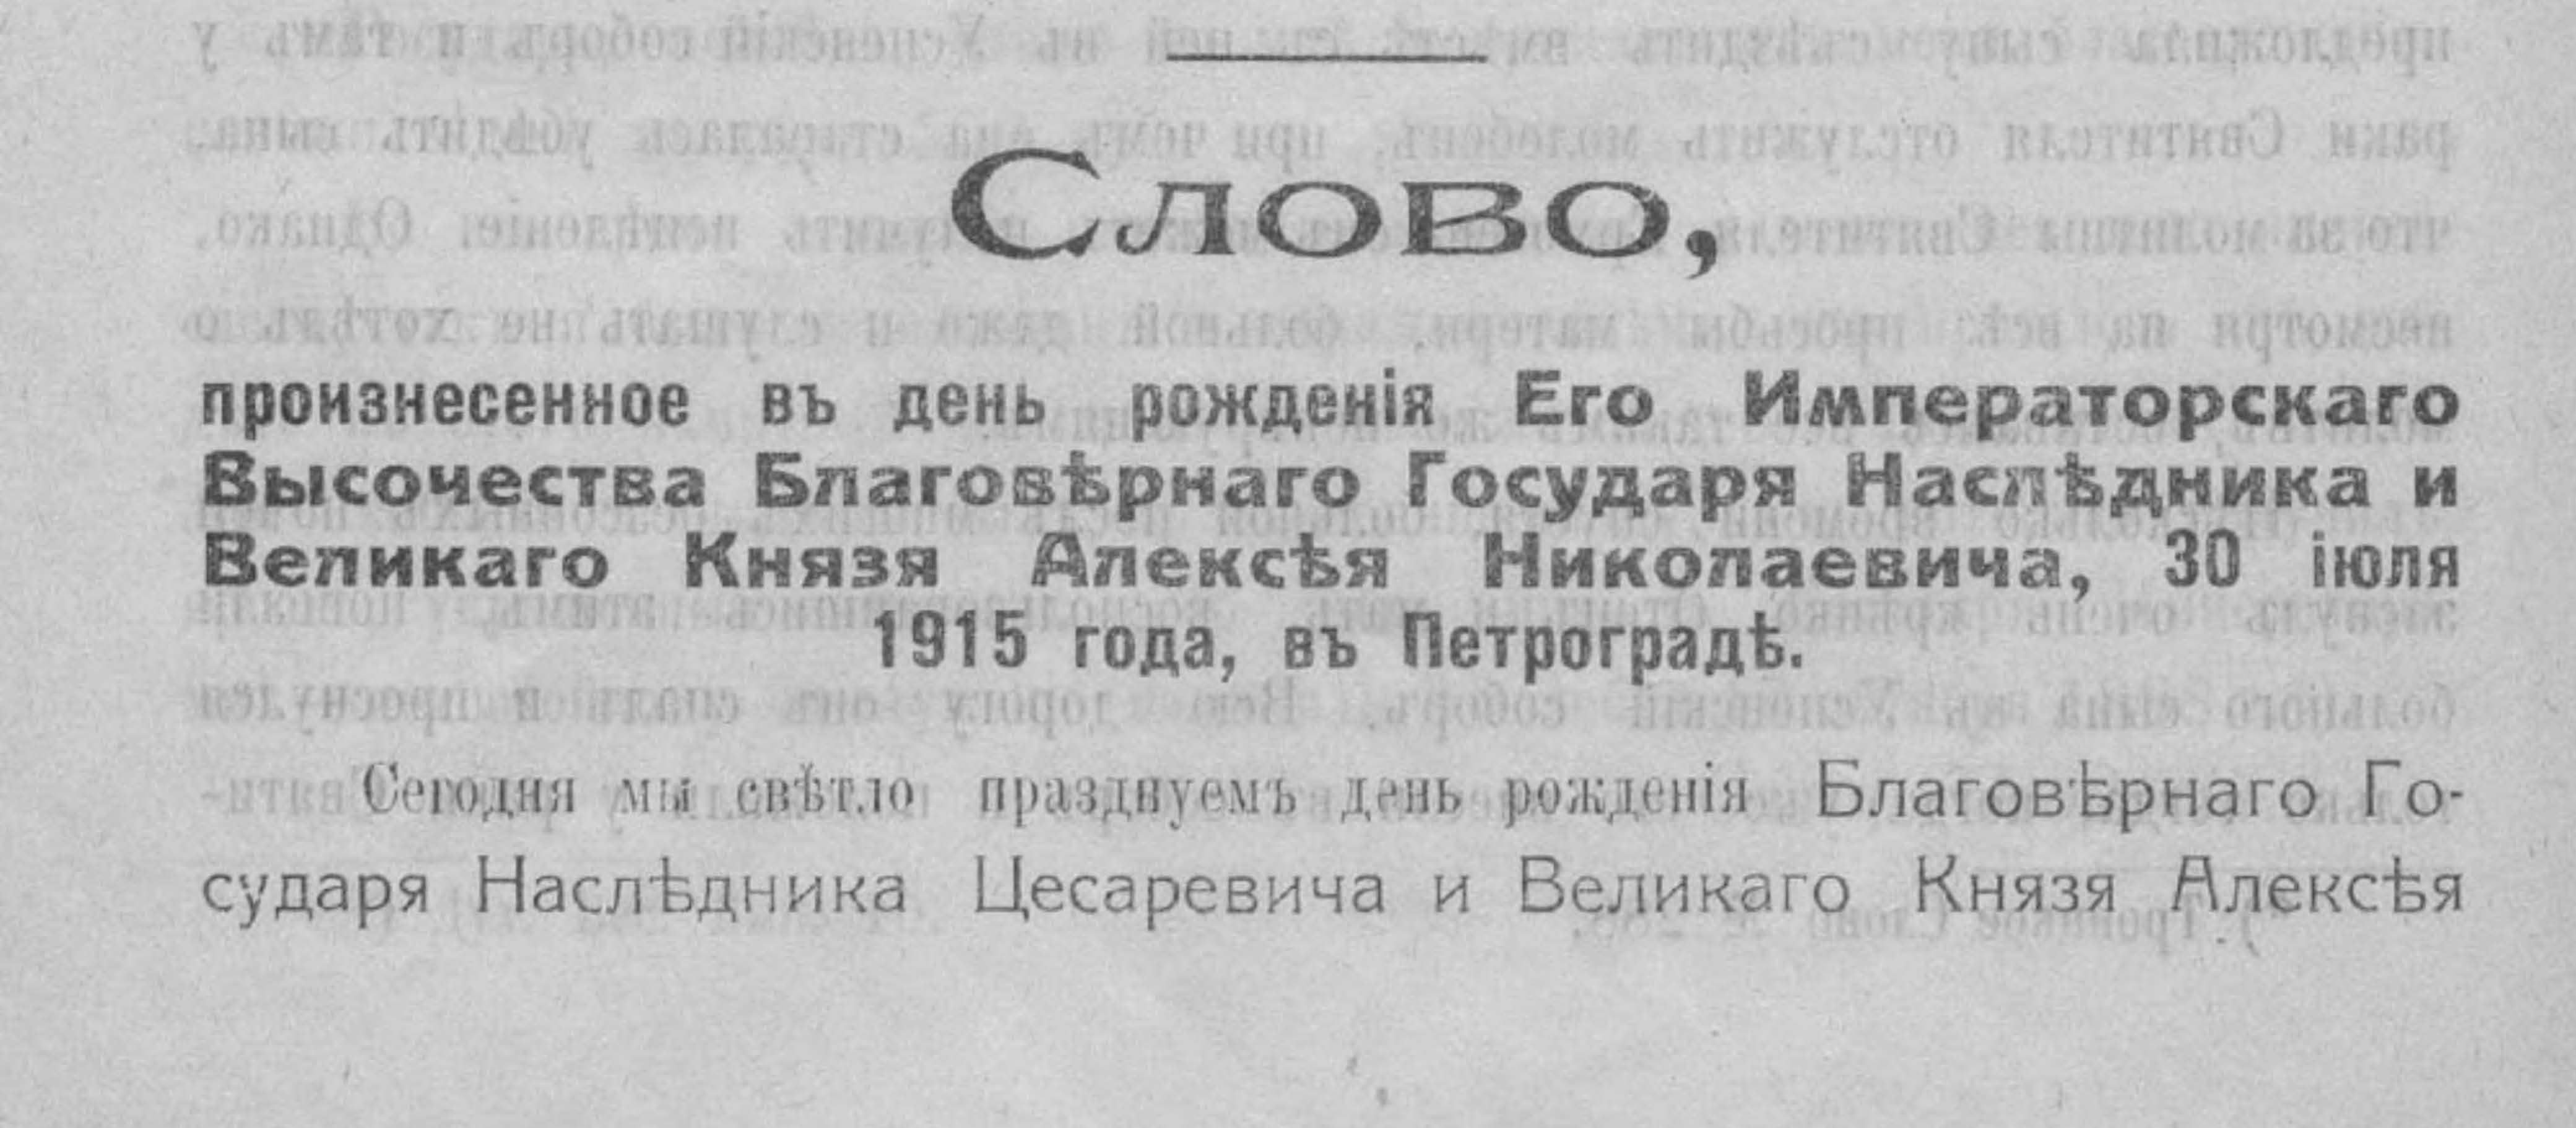 Слово,
произнесенное въ день рожденія Его Императорскаго
Высочества Благовѣрнаго Государя Наслѣдника и
Великаго Князя Алексѣя Николаевича, 30 іюля
1915 года, въ Петроградѣ.
Сегодня мы свѣтло празднуемъ день рожденія Благовѣрнаго Го-
сударя Наслѣдника Цесаревича и Великаго Князя Алексѣя